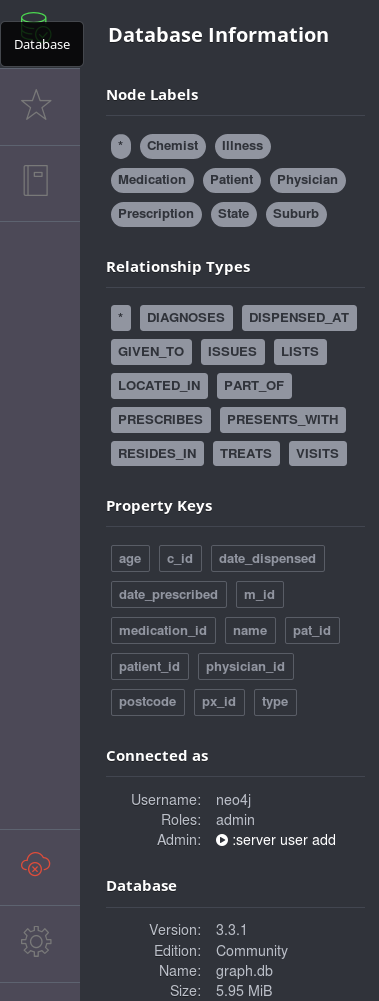 Database
Database Information
Node Labels
* Chemist Illness
Medication Patient Physician
Prescription State Suburb
Relationship Types
* DIAGNOSES DISPENSED_AT
GIVEN_TO ISSUES LISTS
LOCATED_IN PART_OF
PRESCRIBES PRESENTS_WITH
RESIDES_IN TREATS VISITS
Property Keys
age c_id date_dispensed
date_prescribed m_id
medication_id name pat_id
patient_id physician_id
postcode px_id type
Connected as
Username: neo4j
Roles: admin
Admin: :server user add
Database
Version: 3.3.1
Edition: Community
Name: graph.db
Size: 5.95 MiB